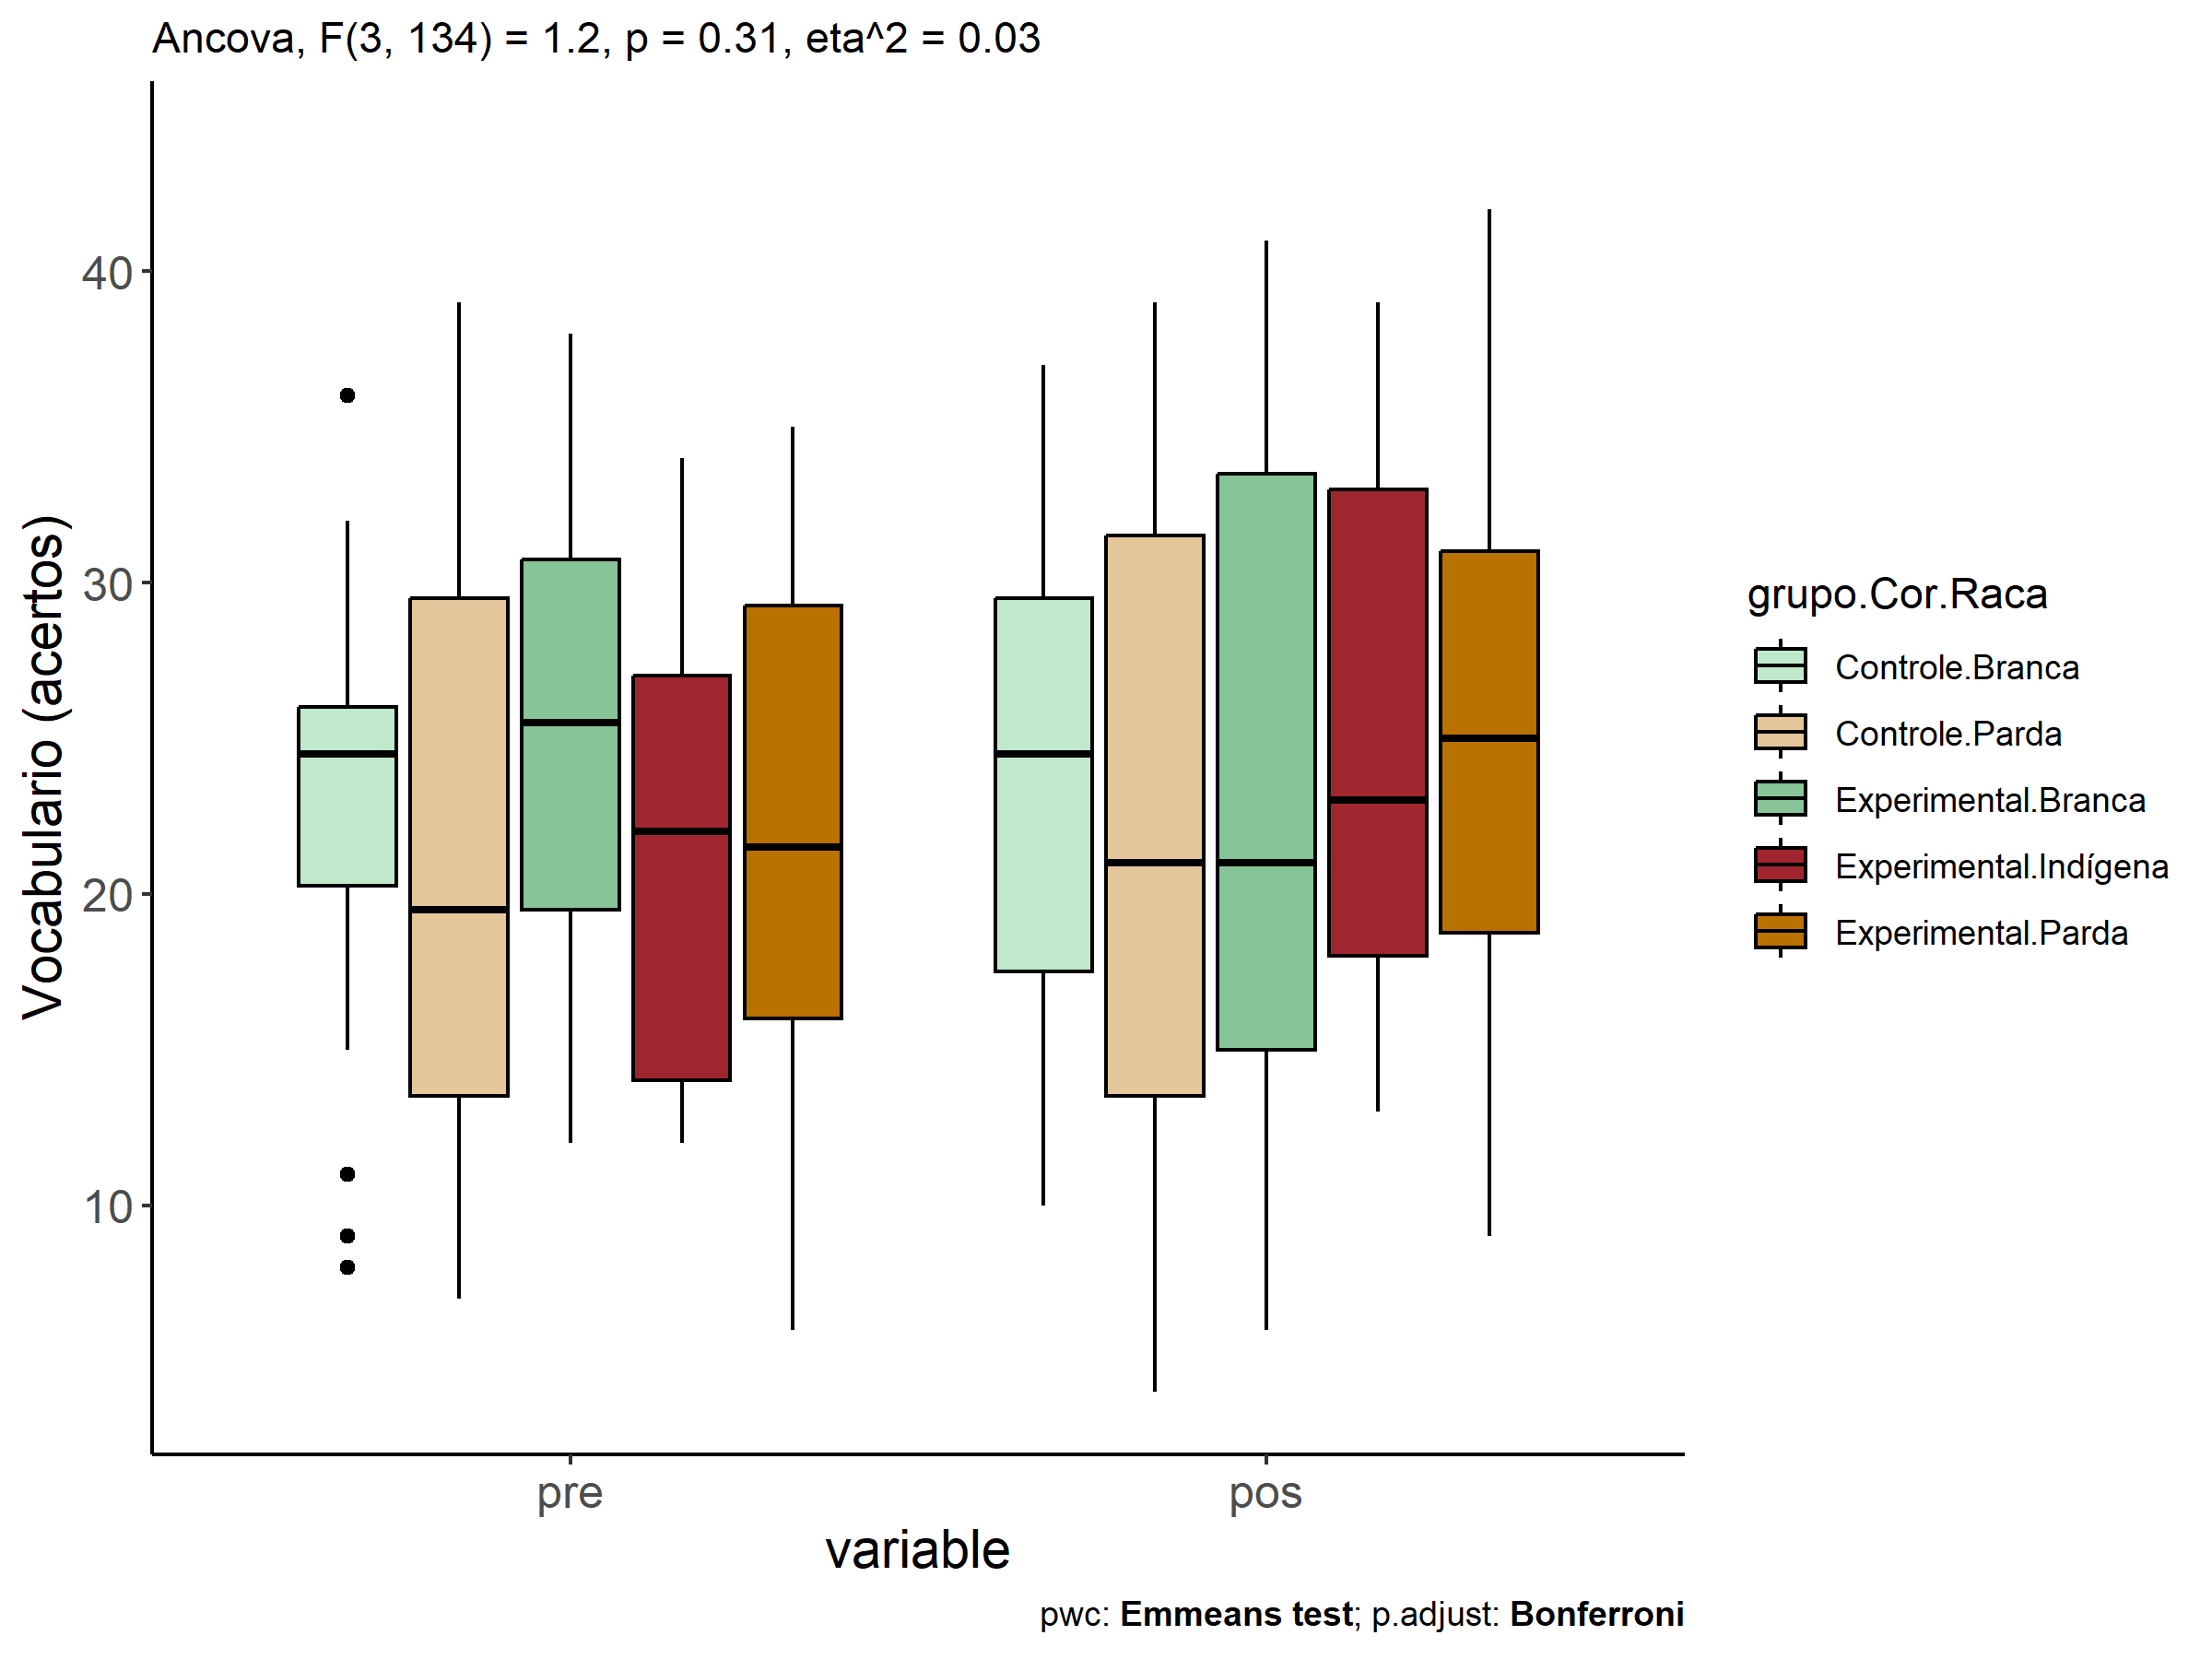 Ancova, F(3, 134) = 1.2, p = 0.31, eta^2 = 0.03
Vocabulario (acertos)
40
30
20
10
pre
pos
variable
grupo.Cor.Raca
Controle.Branca
Controle.Parda
Experimental.Branca
Experimental.Indígena
Experimental.Parda
pwc: Emmeans test; p.adjust: Bonferroni